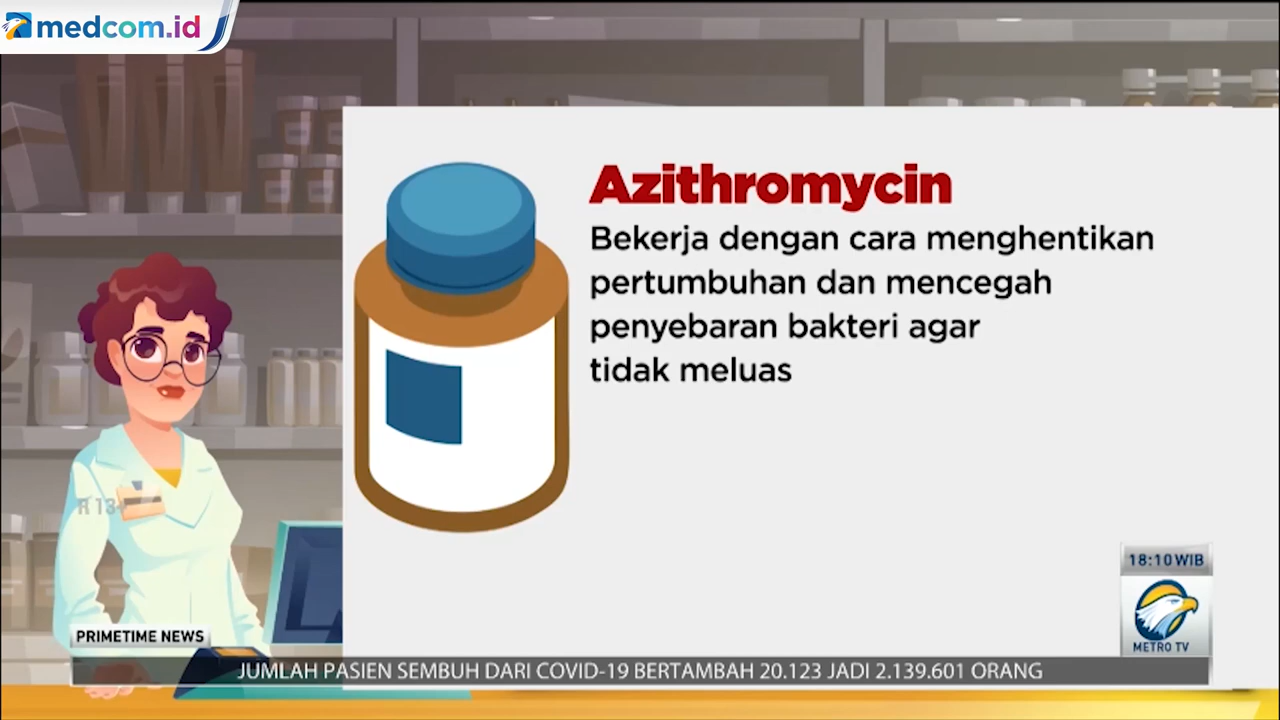 medcom.id
Azithromycin
Bekerja dengan cara menghentikan
pertumbuhan dan mencegah
penyebaran bakteri agar
tidak meluas
R 13+
18:10 WIB
METRO TV
PRIMETIME NEWS
JUMLAH PASIEN SEMBUH DARI COVID-19 BERTAMBAH 20.123 JADI 2.139.601 ORANG